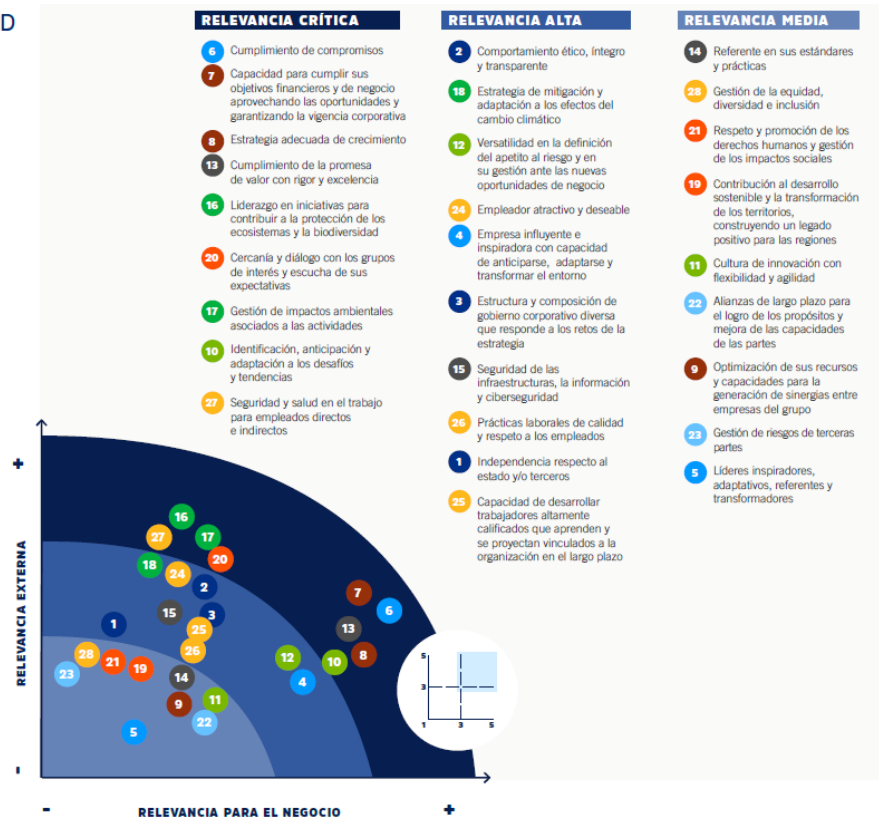 D
RELEVANCIA CRÍTICA
6 Cumplimiento de compromisos
7 Capacidad para cumplir sus
objetivos financieros y de negocio
aprovechando las oportunidades y
garantizando la vigencia corporativa
8 Estrategia adecuada de crecimiento
13 Cumplimiento de la promesa
de valor con rigor y excelencia
16 Liderazgo en iniciativas para
contribuir a la protección de los
ecosistemas y la biodiversidad
20 Cercanía y diálogo con los grupos
de interés y escucha de sus
expectativas
17 Gestión de impactos ambientales
asociados a las actividades
10 Identificación, anticipación y
adaptación a los desafíos
y tendencias
27 Seguridad y salud en el trabajo
para empleados directos
e indirectos
RELEVANCIA ALTA
2 Comportamiento ético, íntegro
y transparente
18 Estrategia de mitigación y
adaptación a los efectos del
cambio climático
12 Versatilidad en la definición
del apetito al riesgo y en
su gestión ante las nuevas
oportunidades de negocio
24 Empleador atractivo y deseable
4 Empresa influyente e
inspiradora con capacidad
de anticiparse, adaptarse y
transformar el entorno
3 Estructura y composición de
gobierno corporativo diversa
que responde a los retos de la
estrategia
15 Seguridad de las
infraestructuras, la información
y ciberseguridad
26 Prácticas laborales de calidad
y respeto a los empleados
1 Independencia respecto al
estado y/o terceros
25 Capacidad de desarrollar
trabajadores altamente
calificados que aprenden y
se proyectan vinculados a la
organización en el largo plazo
RELEVANCIA MEDIA
14 Referente en sus estándares
y prácticas
28 Gestión de la equidad,
diversidad e inclusión
21 Respeto y promoción de los
derechos humanos y gestión
de los impactos sociales
19 Contribución al desarrollo
sostenible y la transformación
de los territorios,
construyendo un legado
positivo para las regiones
11 Cultura de innovación con
flexibilidad y agilidad
22 Alianzas de largo plazo para
el logro de los propósitos y
mejora de las capacidades
de las partes
9 Optimización de sus recursos
y capacidades para la
generación de sinergias entre
empresas del grupo
23 Gestión de riesgos de terceras
partes
5 Líderes inspiradores,
adaptativos, referentes y
transformadores
+
RELEVANCIA EXTERNA
-
16
27
17
20
18
24
2
7
6
15
3
1
25
13
26
28
21
19
12
10
8
23
14
4
9
11
22
5
5
3
1
3
5
-
RELEVANCIA PARA EL NEGOCIO
+